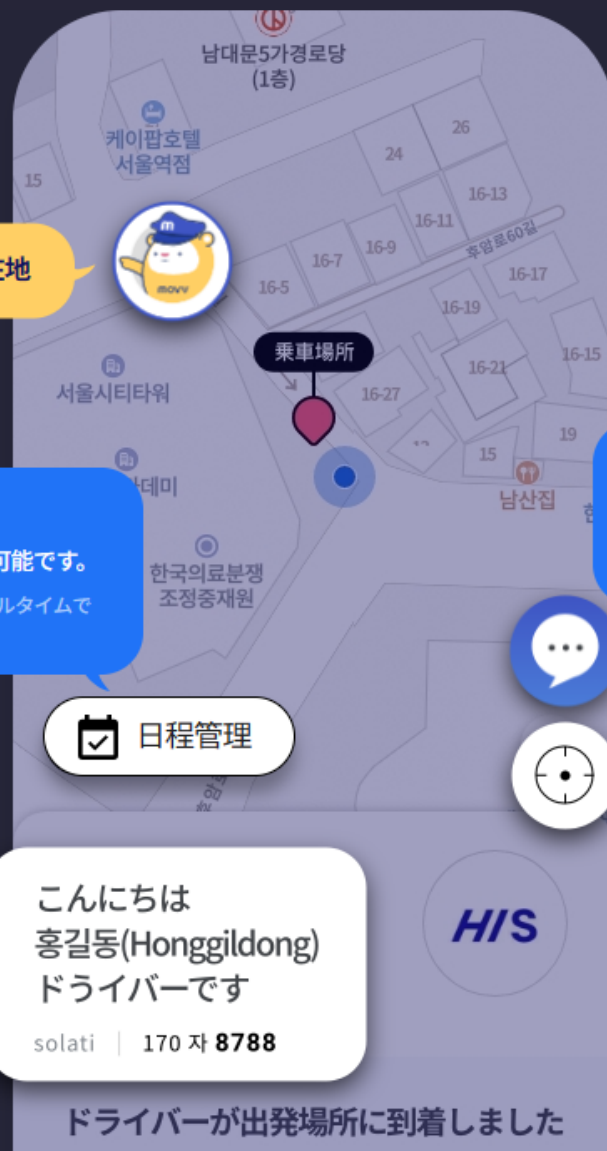 남대문5가경로당
(1층)
케이팝호텔
서울역점
15
24
26
16-13
16-11
16-9
16-7
16-5
후암로60길
16-17
16-19
地
m
movv
乗車場所
16-21
16-15
서울시티타워
16-27
19
15
데미
남산집
可能です。
ルタイムで
한국의료분쟁
조정중재원
日程管理
후암로
こんにちは
홍길동(Honggildong)
ドうイバーです
HIS
solati
170 자 8788
ドライバーが出発場所に到着しました